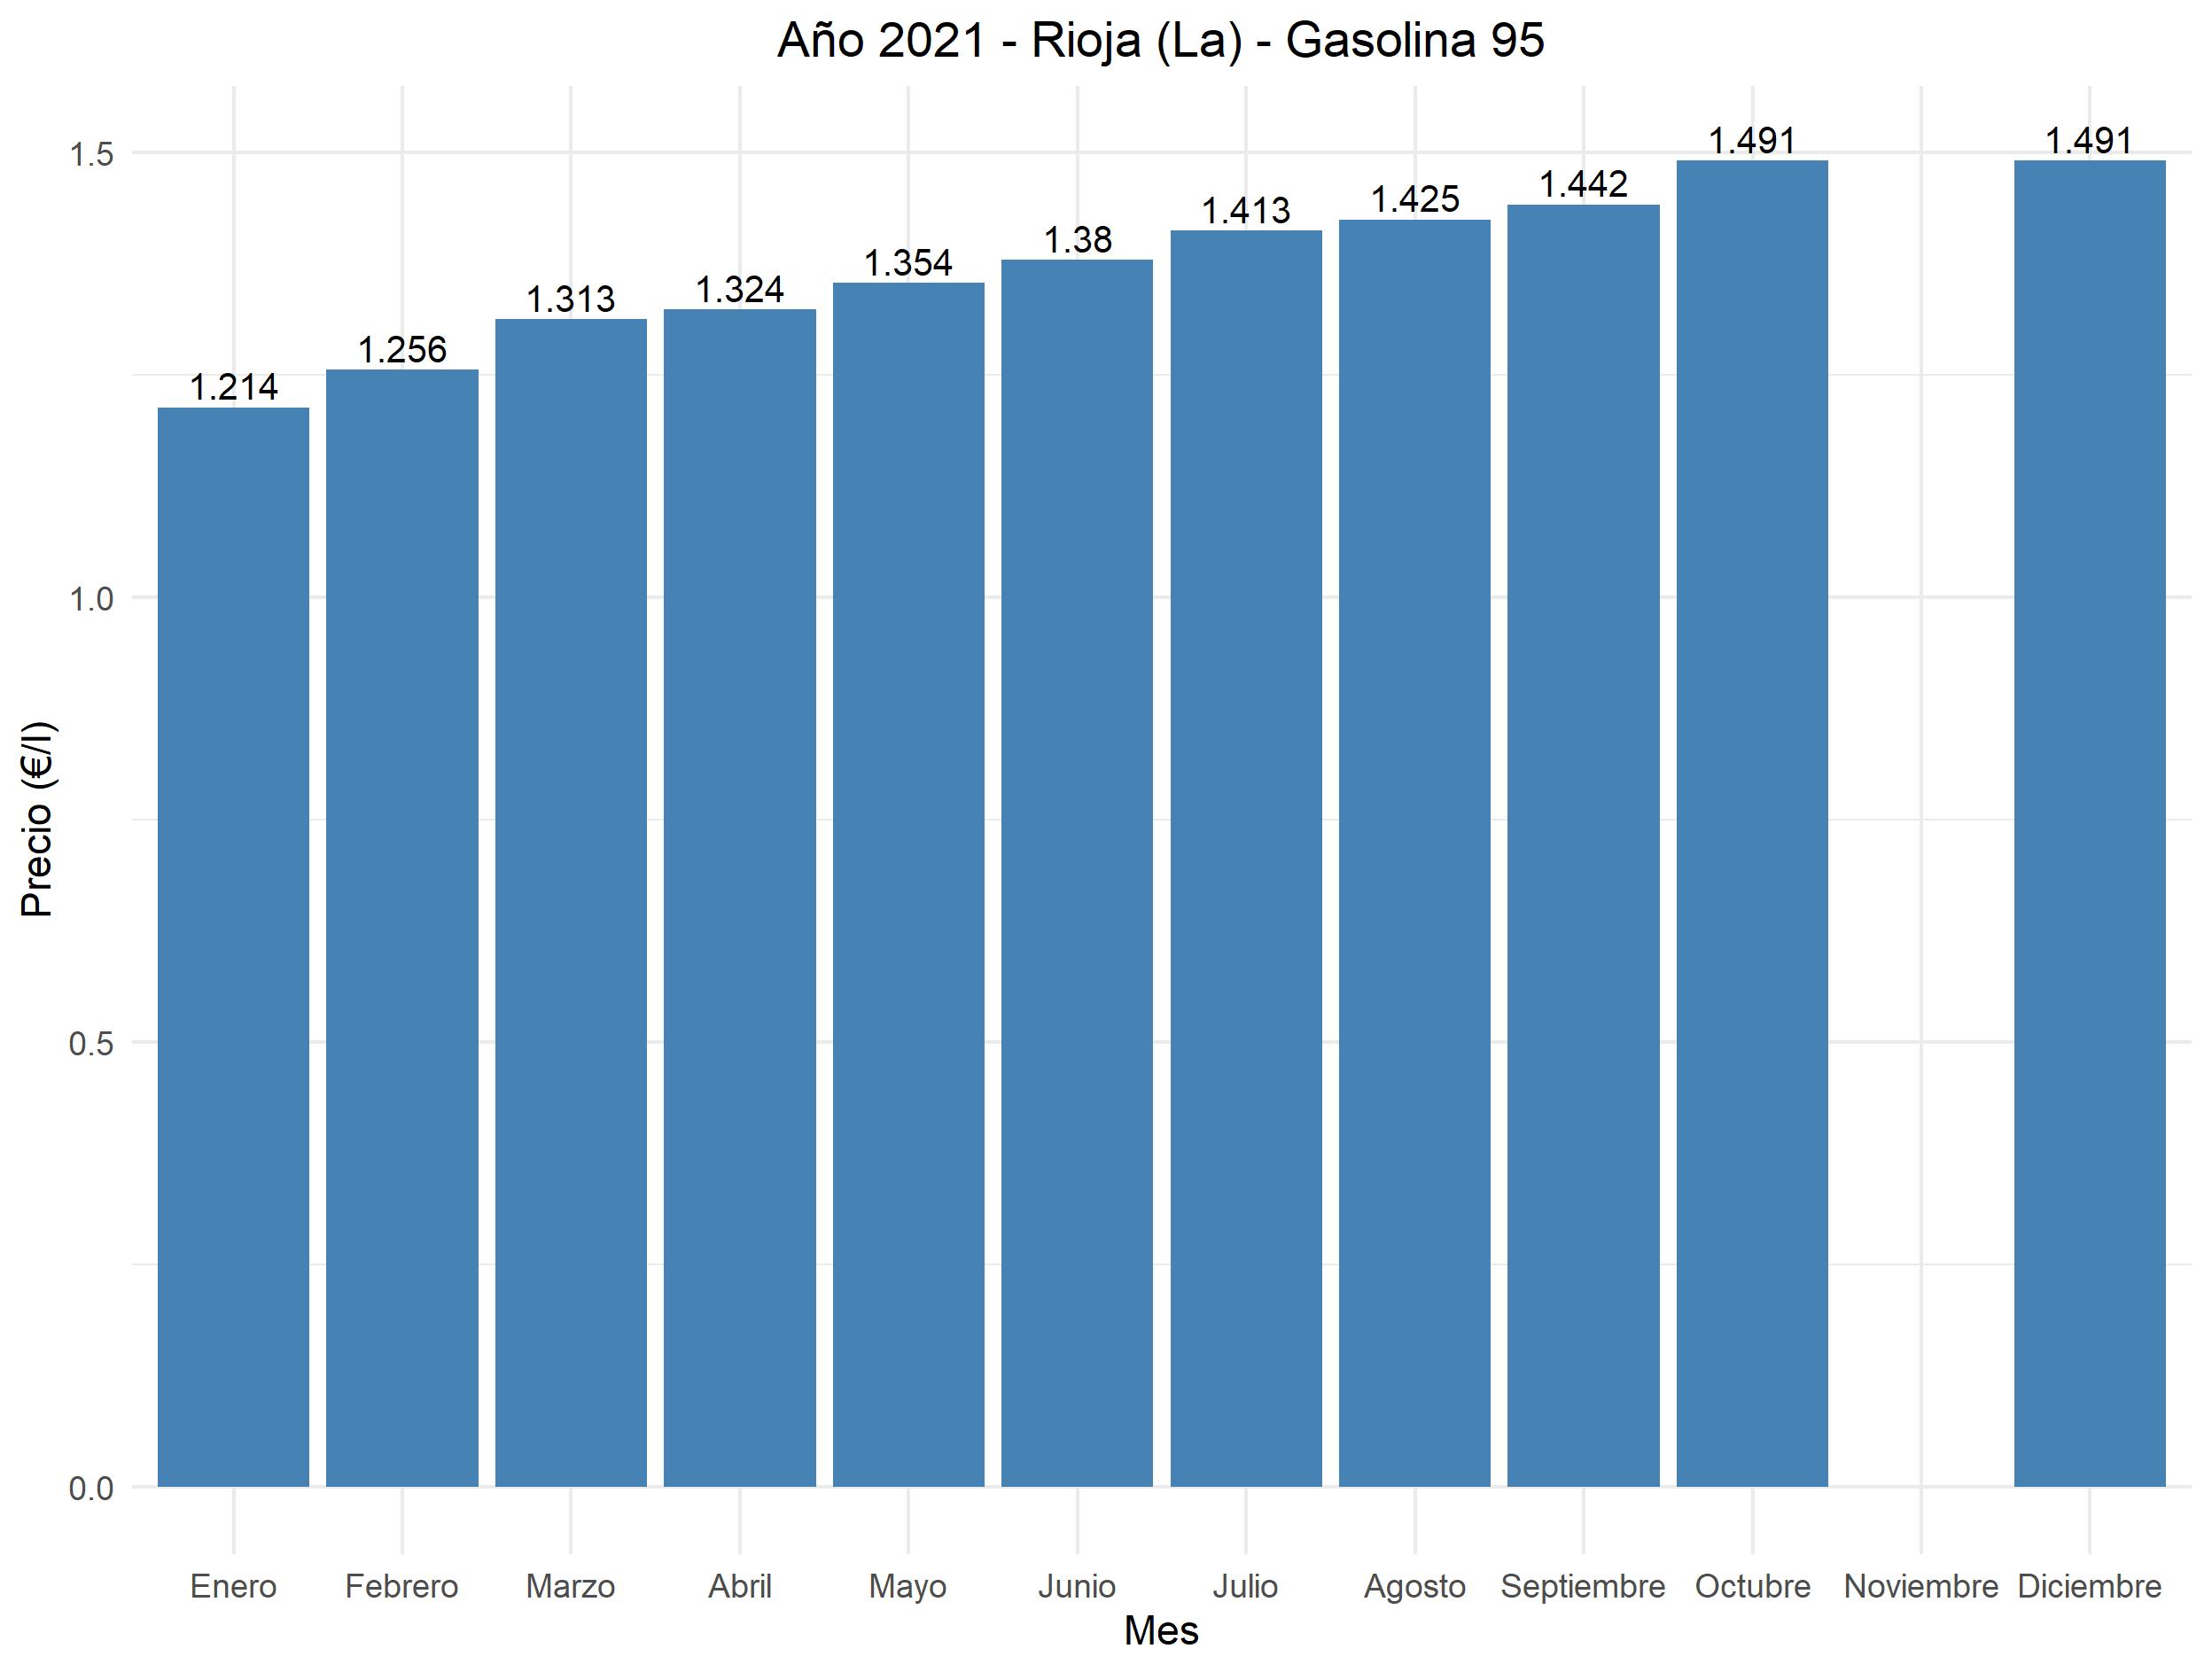 Año 2021 - Rioja (La) - Gasolina 95
Precio (€/l)
1.5
1.0
0.5
0.0
1.214
1.256
1.313
1.324
1.354
1.38
1.413
1.425
1.442
1.491
1.491
Enero
Febrero
Marzo
Abril
Mayo
Junio
Julio
Agosto
Septiembre
Octubre
Noviembre
Diciembre
Mes